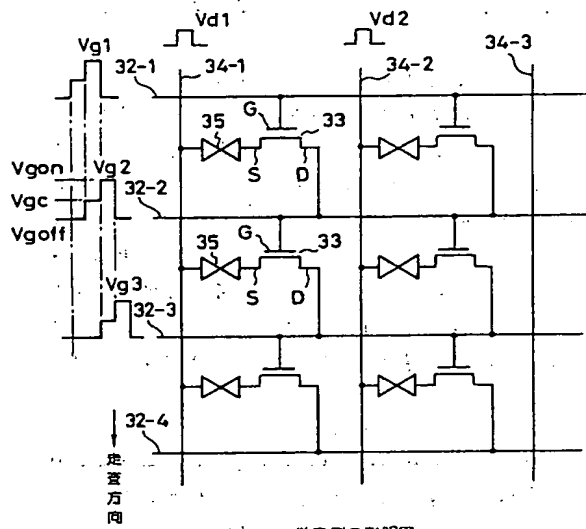 Vd1 Vd2
Vg1 32-1 34-1 34-2 34-3
G 35 33
Vgon Vg2 S D
Vgc 32-2
Vgoff G 33
35
Vg3 S D
32-3
32-4
走査方向